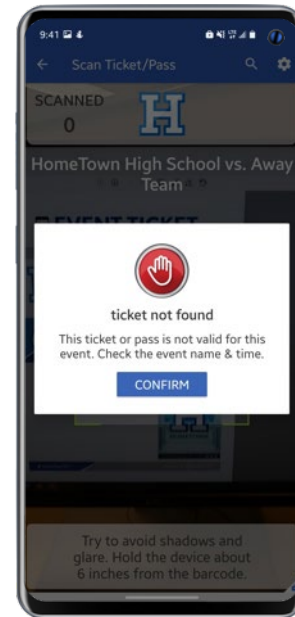 9:41
Scan Ticket/Pass
SCANNED
0
H
HomeTown High School vs. Away
Team
EVENT TICKET
ticket not found
This ticket or pass is not valid for this
event. Check the event name & time.
CONFIRM
Try to avoid shadows and
glare. Hold the device about
6 inches from the barcode.